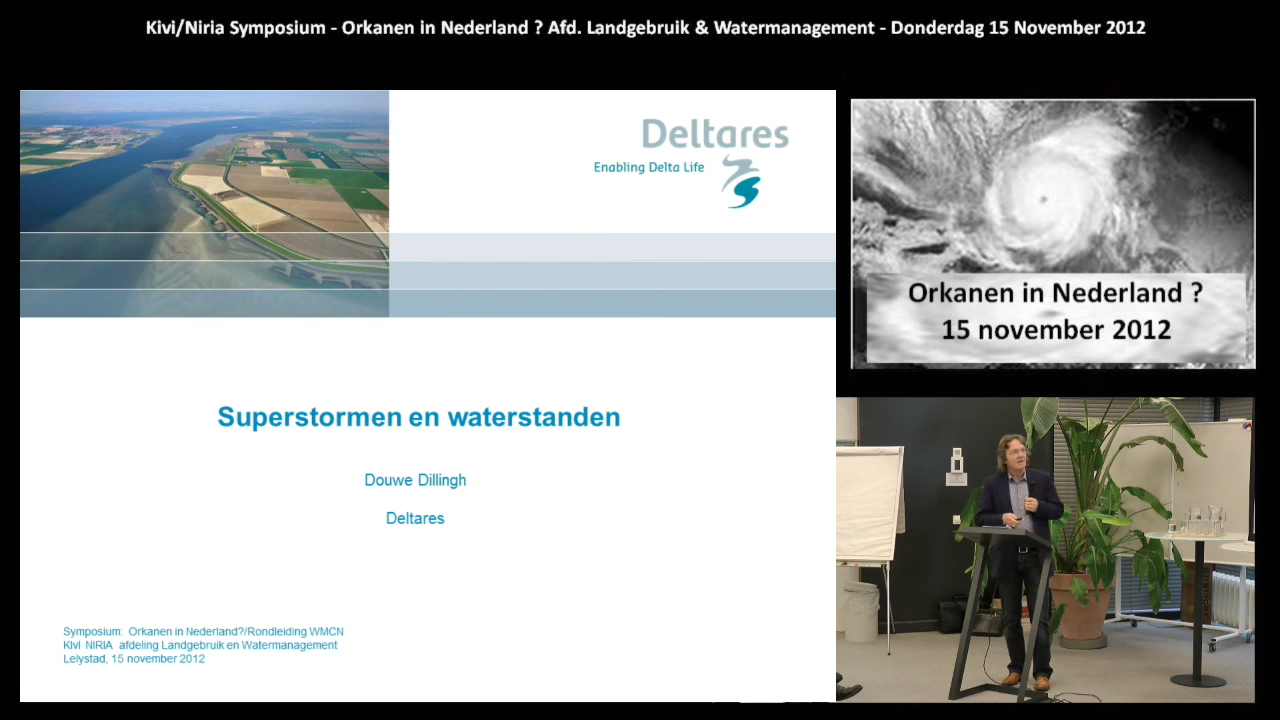 Kivi/Niria Symposium - Orkanen in Nederland ? Afd. Landgebruik & Watermanagement - Donderdag 15 November 2012
Deltares
Enabling Delta Life
Superstormen en waterstanden
Douwe Dillingh
Deltares
Symposium: Orkanen in Nederland?/Rondleiding WMCN
KIvI NIRIA afdeling Landgebruik en Watermanagement
Lelystad, 15 november 2012
Orkanen in Nederland ?
15 november 2012